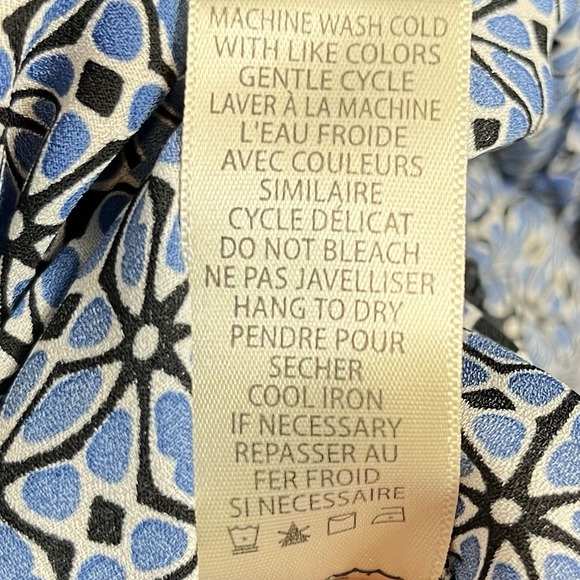 MACHINE WASH COLD
WITH LIKE COLORS
GENTLE CYCLE
LAVER À LA MACHINE
L'EAU FROIDE
AVEC COULEURS
SIMILAIRE
CYCLE DÉLICAT
DO NOT BLEACH
NE PAS JAVELLISER
HANG TO DRY
PENDRE POUR
SECHER
COOL IRON
IF NECESSARY
REPASSER AU
FER FROID
SI NECESSAIRE